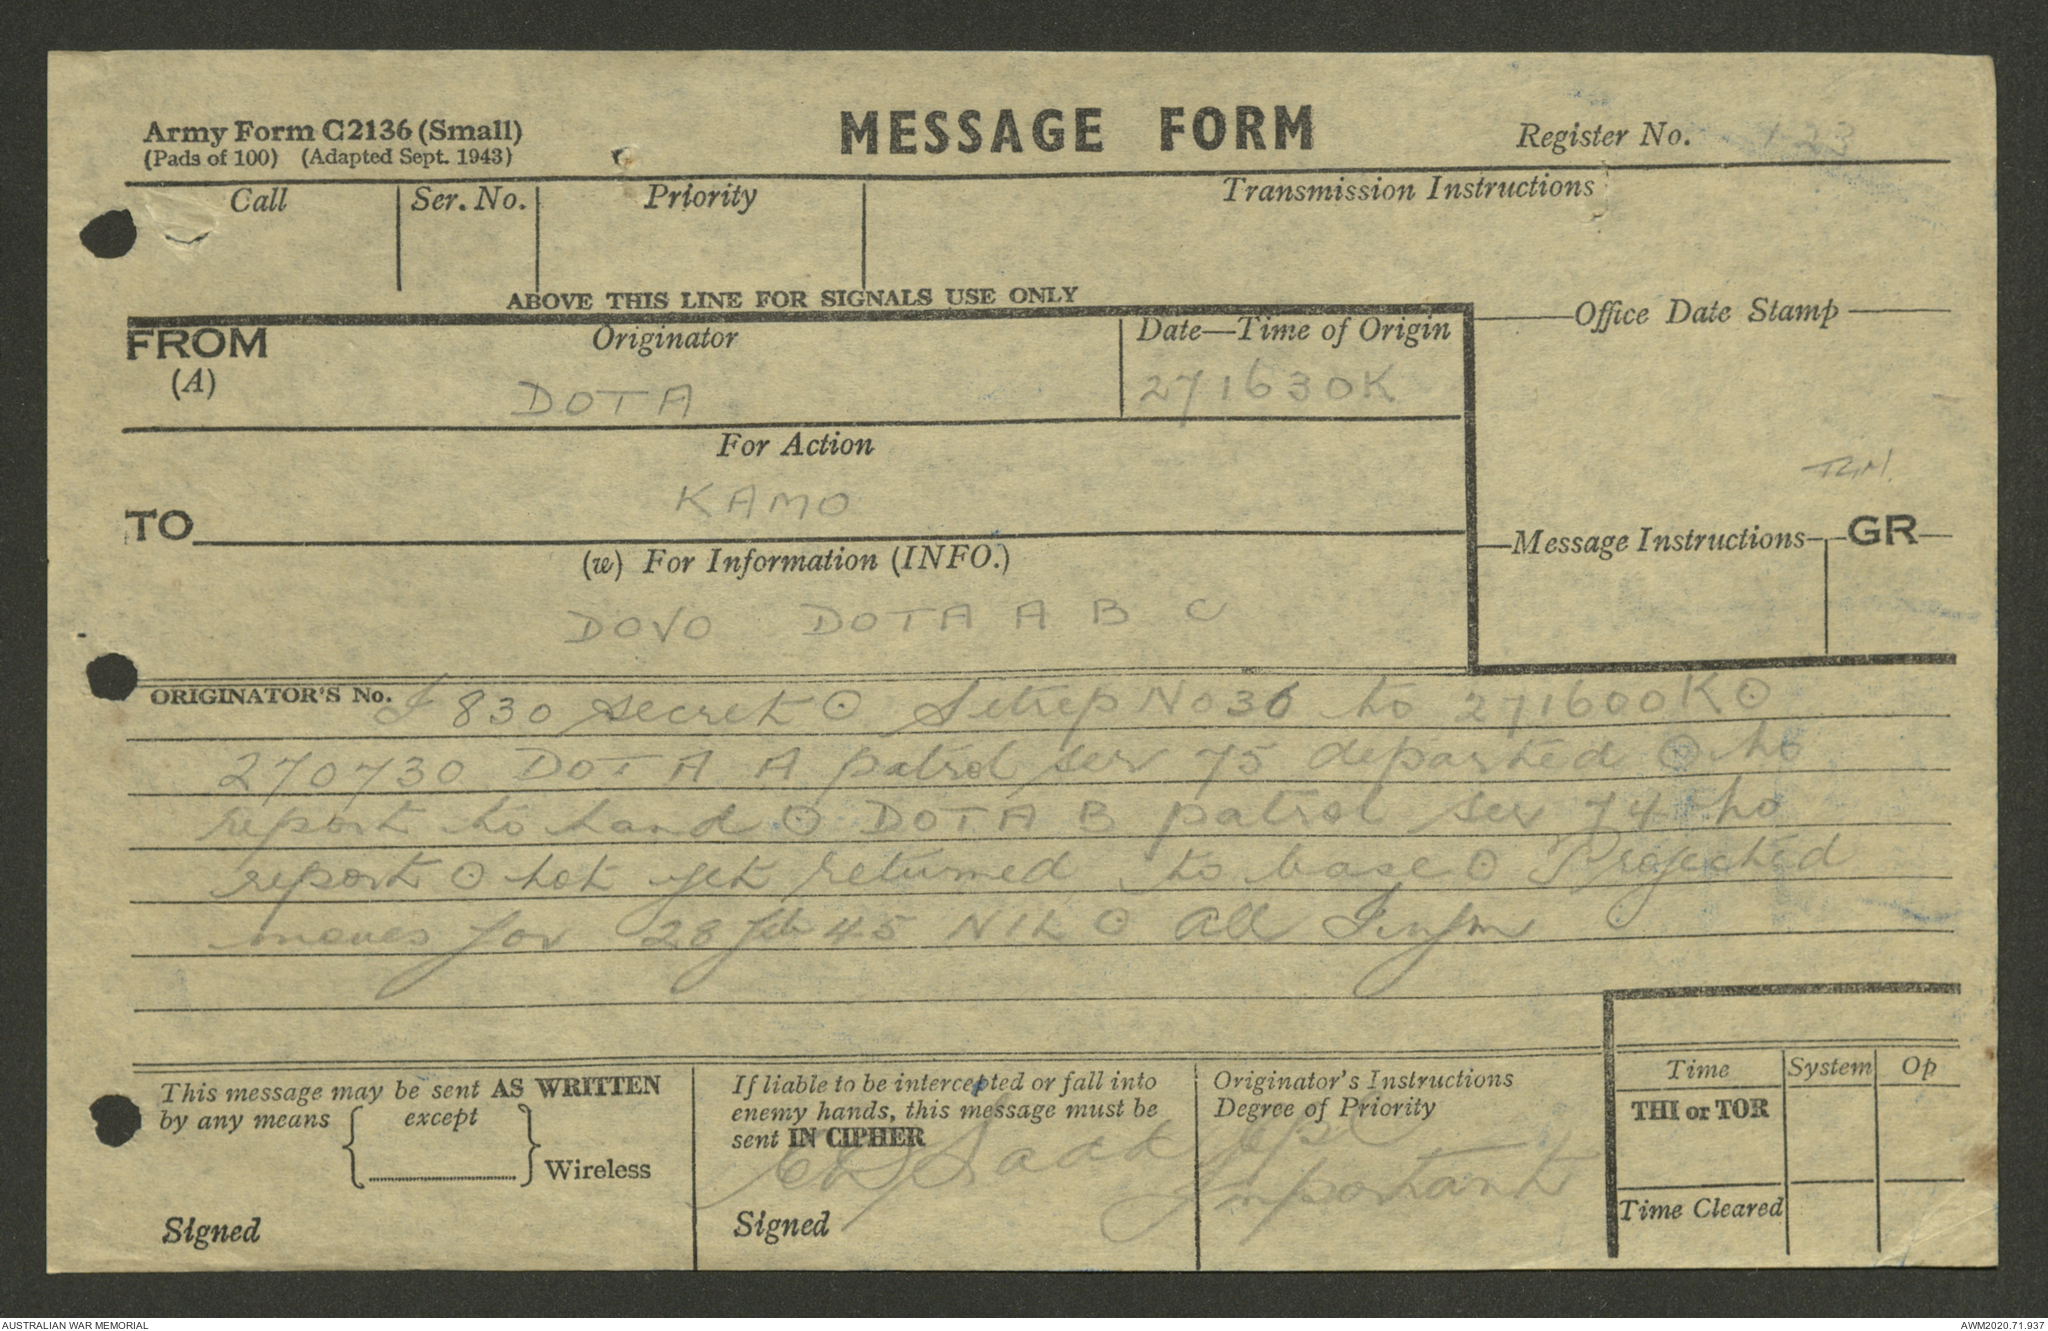 Army Form C2136 (Small)
(Pads of 100) (Adapted Sept. 1943)
MESSAGE FORM
Register No.
Call
Ser. No.
Priority
Transmission Instructions
ABOVE THIS LINE FOR SIGNALS USE ONLY
FROM
(A)
Originator
DOTA
Date—Time of Origin
271630K
Office Date Stamp
For Action
KAMO
TO
(w) For Information (INFO.)
DOVO DOTA A B C
Message Instructions
GR
ORIGINATOR'S No. I 830 secret ⊙ Sitrep No 36 to 271600K ⊙
270730 DOTA A patrol ser 75 departed ⊙ no
report to hand ⊙ DOTA B patrol ser 74 no
report ⊙ not yet returned to base ⊙ Projected
moves for 28 feb 45 NIL ⊙ All Infm
This message may be sent AS WRITTEN
by any means { except } Wireless
Signed
If liable to be intercepted or fall into
enemy hands, this message must be
sent IN CIPHER
Signed
Originator's Instructions
Degree of Priority
Important
Time
System
Op
THI or TOR
Time Cleared
AUSTRALIAN WAR MEMORIAL
AWM2020.71.937